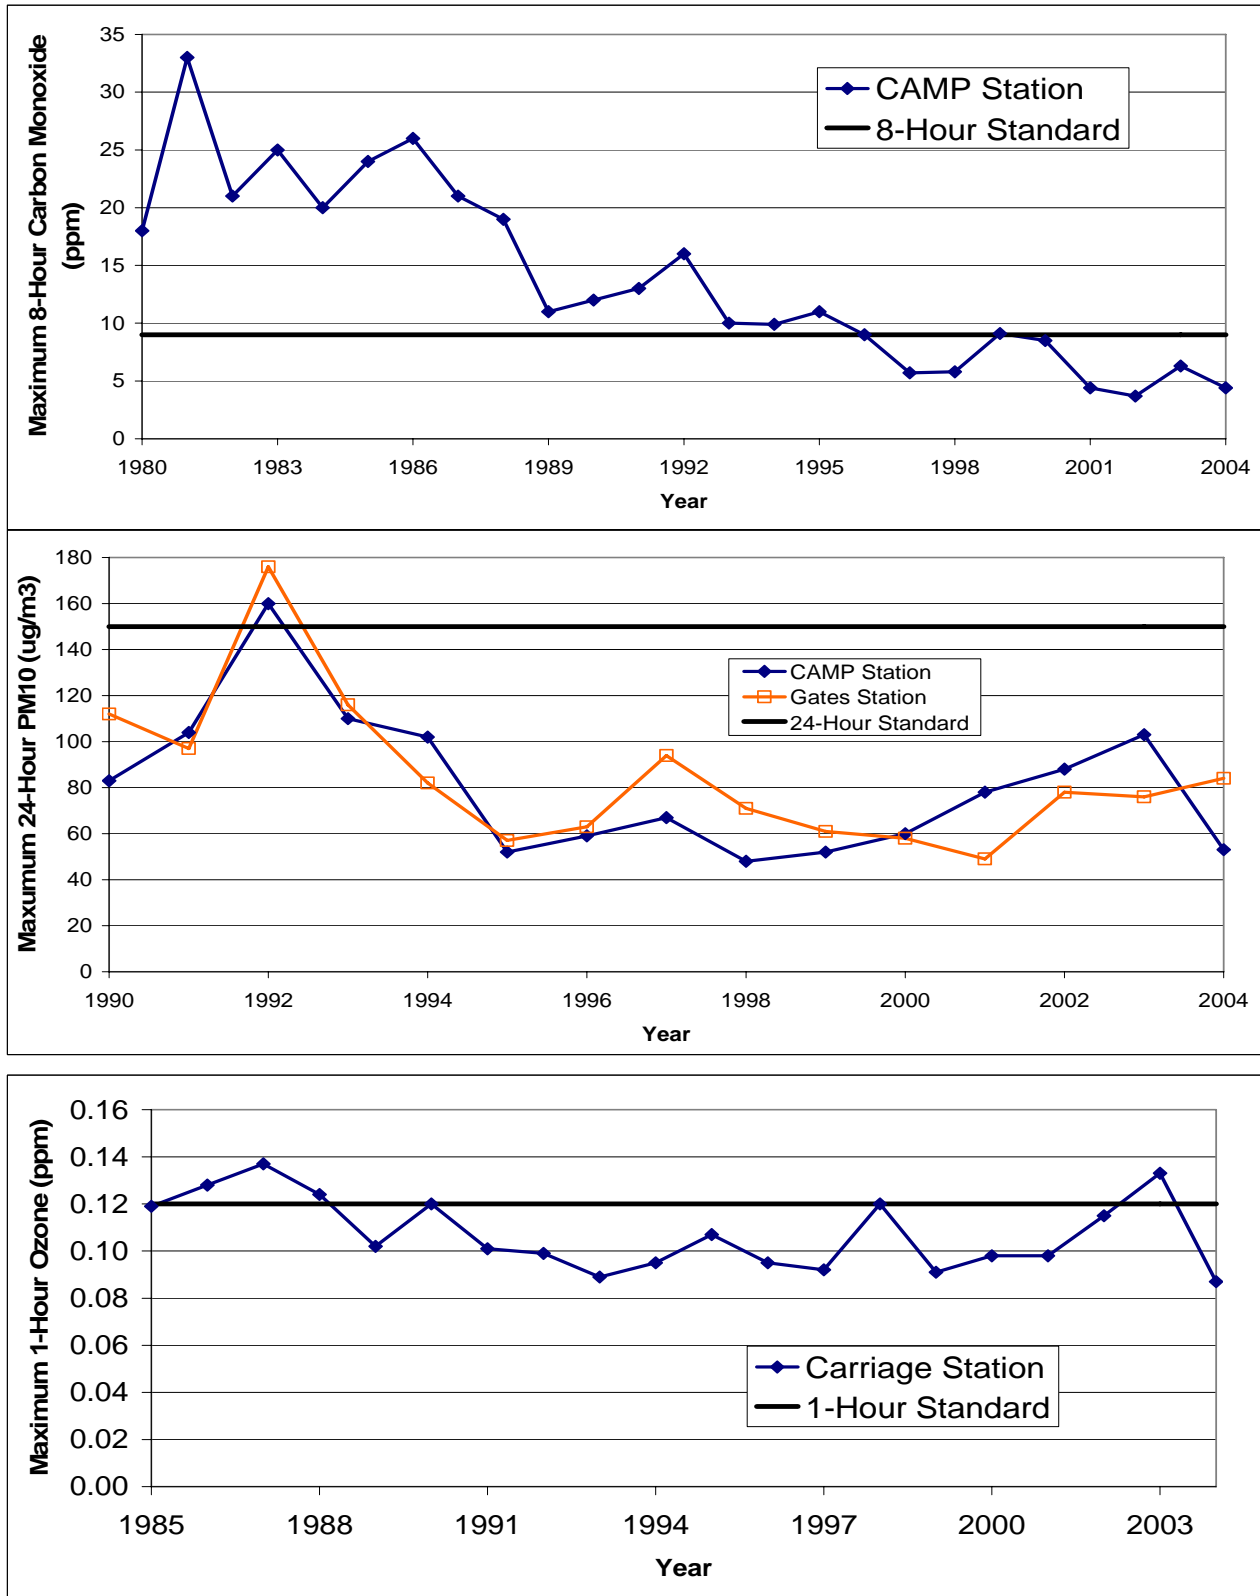 Maximum 8-Hour Carbon Monoxide
(ppm)
35
30
25
20
15
10
5
0
CAMP Station
8-Hour Standard
1980 1983 1986 1989 1992 1995 1998 2001 2004
Year
Maxumum 24-Hour PM10 (ug/m3)
180
160
140
120
100
80
60
40
20
0
CAMP Station
Gates Station
24-Hour Standard
1990 1992 1994 1996 1998 2000 2002 2004
Year
Maximum 1-Hour Ozone (ppm)
0.16
0.14
0.12
0.10
0.08
0.06
0.04
0.02
0.00
Carriage Station
1-Hour Standard
1985 1988 1991 1994 1997 2000 2003
Year